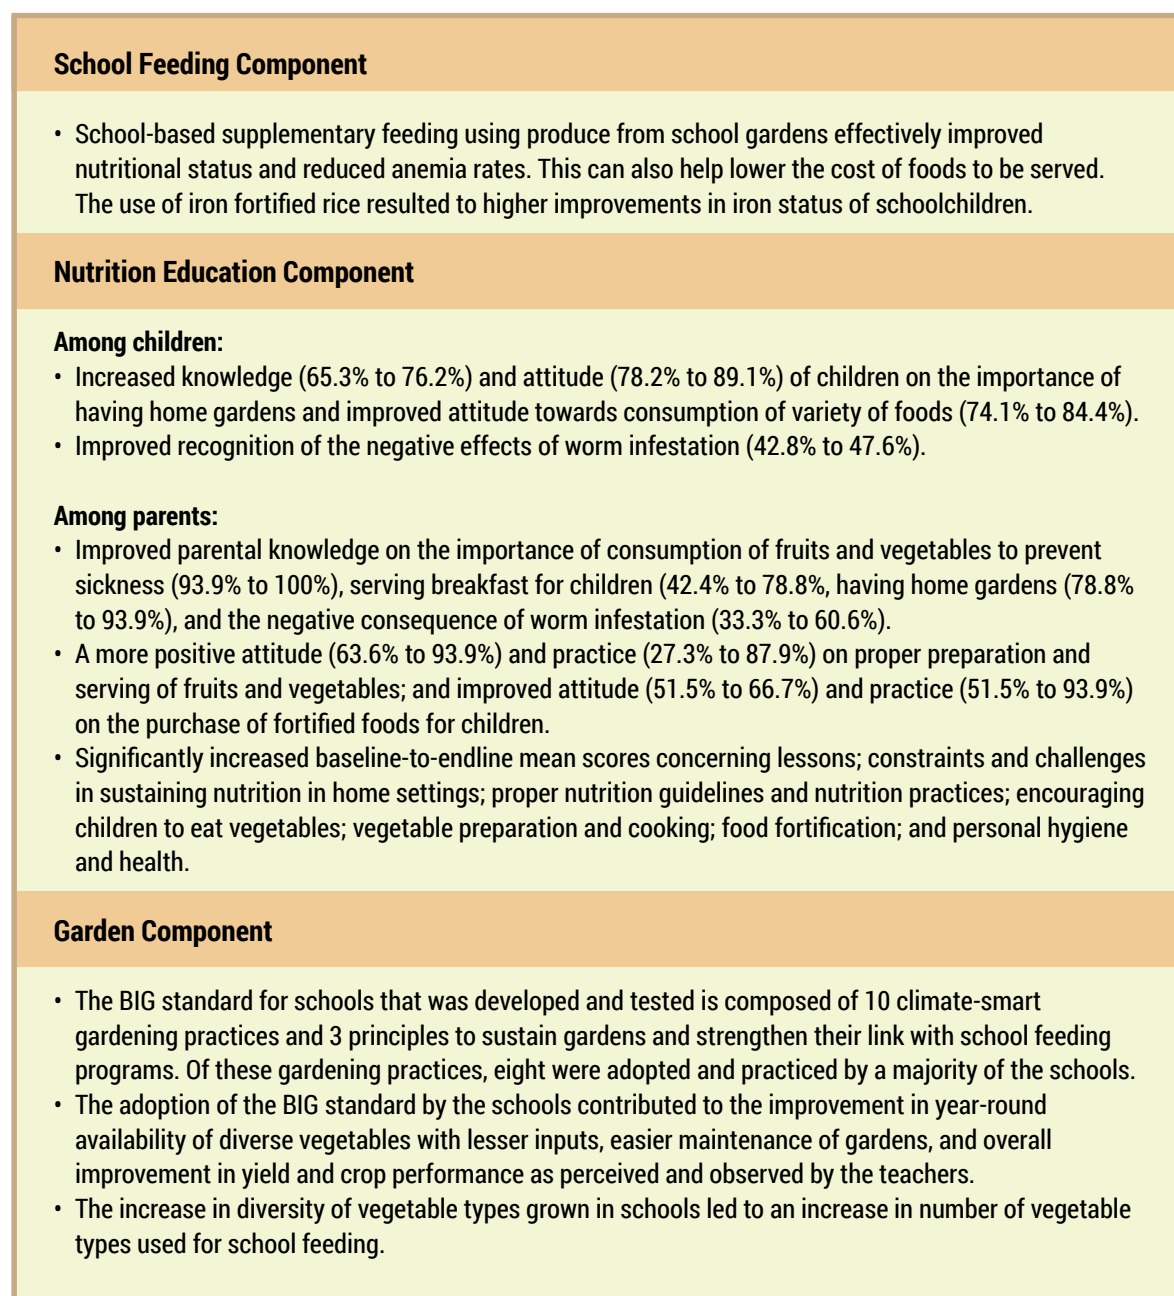 School Feeding Component
• School-based supplementary feeding using produce from school gardens effectively improved
nutritional status and reduced anemia rates. This can also help lower the cost of foods to be served.
The use of iron fortified rice resulted to higher improvements in iron status of schoolchildren.
Nutrition Education Component
Among children:
• Increased knowledge (65.3% to 76.2%) and attitude (78.2% to 89.1%) of children on the importance of
having home gardens and improved attitude towards consumption of variety of foods (74.1% to 84.4%).
• Improved recognition of the negative effects of worm infestation (42.8% to 47.6%).
Among parents:
• Improved parental knowledge on the importance of consumption of fruits and vegetables to prevent
sickness (93.9% to 100%), serving breakfast for children (42.4% to 78.8%, having home gardens (78.8%
to 93.9%), and the negative consequence of worm infestation (33.3% to 60.6%).
• A more positive attitude (63.6% to 93.9%) and practice (27.3% to 87.9%) on proper preparation and
serving of fruits and vegetables; and improved attitude (51.5% to 66.7%) and practice (51.5% to 93.9%)
on the purchase of fortified foods for children.
• Significantly increased baseline-to-endline mean scores concerning lessons; constraints and challenges
in sustaining nutrition in home settings; proper nutrition guidelines and nutrition practices; encouraging
children to eat vegetables; vegetable preparation and cooking; food fortification; and personal hygiene
and health.
Garden Component
• The BIG standard for schools that was developed and tested is composed of 10 climate-smart
gardening practices and 3 principles to sustain gardens and strengthen their link with school feeding
programs. Of these gardening practices, eight were adopted and practiced by a majority of the schools.
• The adoption of the BIG standard by the schools contributed to the improvement in year-round
availability of diverse vegetables with lesser inputs, easier maintenance of gardens, and overall
improvement in yield and crop performance as perceived and observed by the teachers.
• The increase in diversity of vegetable types grown in schools led to an increase in number of vegetable
types used for school feeding.